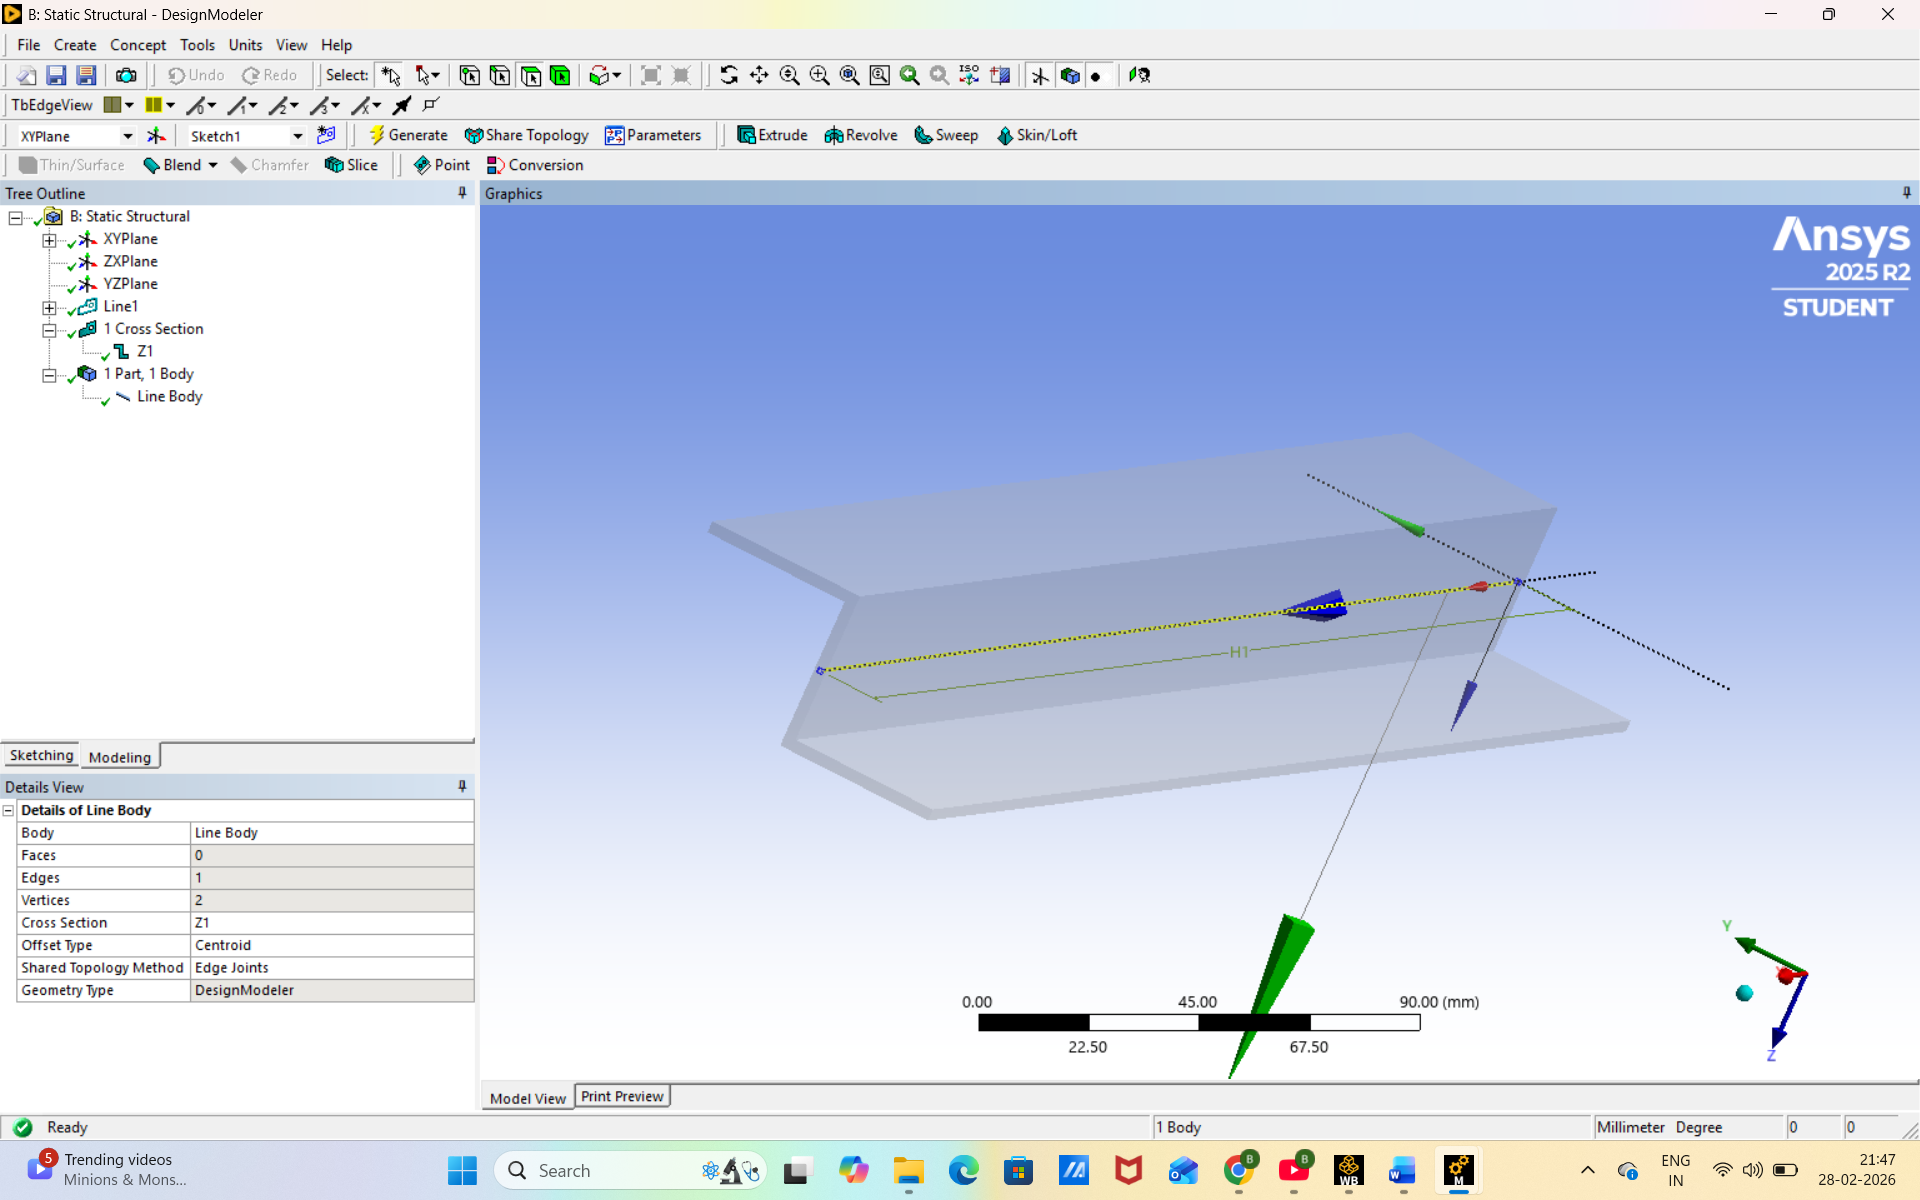 B: Static Structural - DesignModeler
File Create Concept Tools Units View Help
Undo Redo Select: ISO
TbEdgeView
XYPlane Sketch1 Generate Share Topology Parameters Extrude Revolve Sweep Skin/Loft
Thin/Surface Blend Chamfer Slice Point Conversion
Tree Outline
B: Static Structural
XYPlane
ZXPlane
YZPlane
Line1
1 Cross Section
Z1
1 Part, 1 Body
Line Body
Sketching Modeling
Details View
Details of Line Body
Body Line Body
Faces 0
Edges 1
Vertices 2
Cross Section Z1
Offset Type Centroid
Shared Topology Method Edge Joints
Geometry Type DesignModeler
Graphics
Ansys
2025 R2
STUDENT
H1
0.00 45.00 90.00 (mm)
22.50 67.50
Y
X
Z
Model View Print Preview
Ready 1 Body Millimeter Degree 0 0
5
Trending videos
Minions & Mons...
Search
B
B
WB
W
M
ENG
IN
21:47
28-02-2026